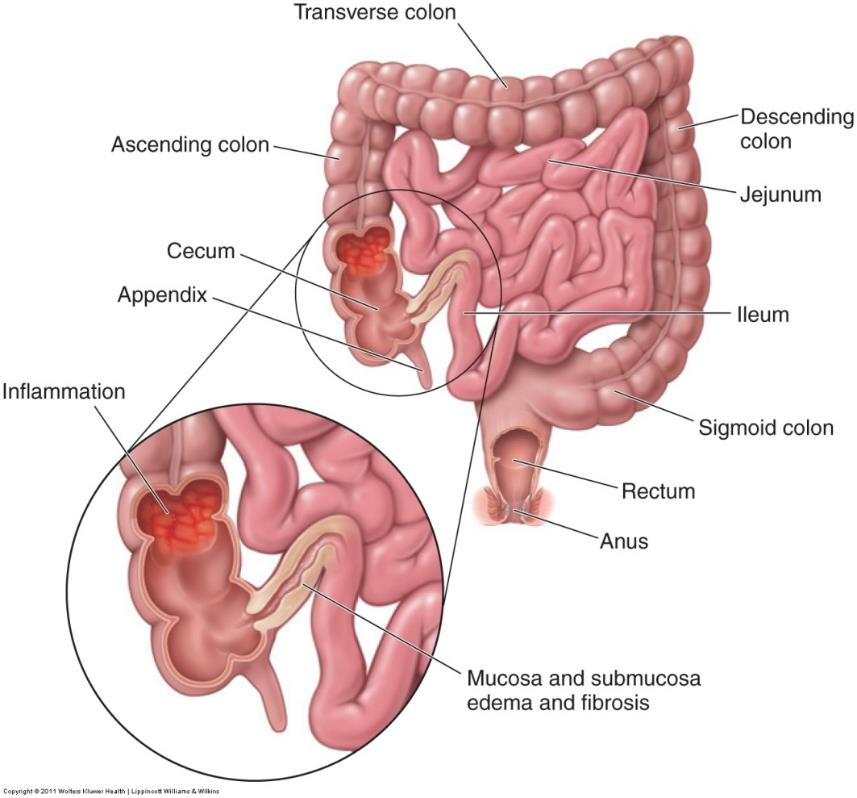 Transverse colon
Descending
colon
Ascending colon
Jejunum
Cecum
Appendix
Ileum
Inflammation
Sigmoid colon
Rectum
Anus
Mucosa and submucosa
edema and fibrosis
Copyright © 2011 Wolters Kluwer Health | Lippincott Williams & Wilkins